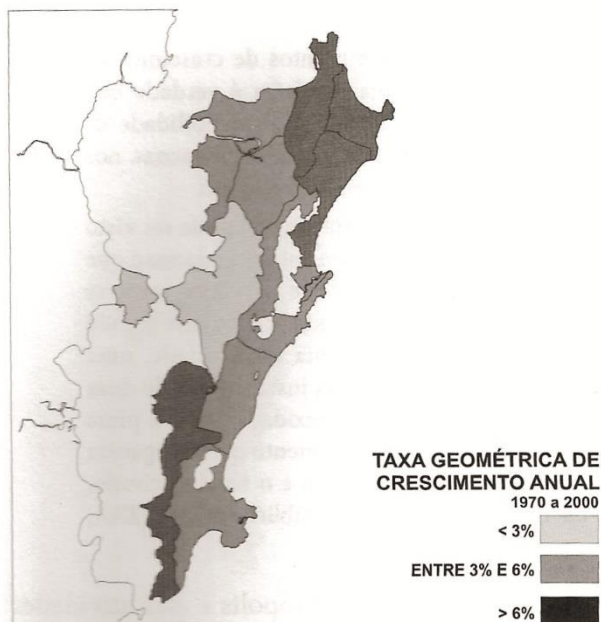 TAXA GEOMÉTRICA DE
CRESCIMENTO ANUAL
1970 a 2000
< 3%
ENTRE 3% E 6%
> 6%